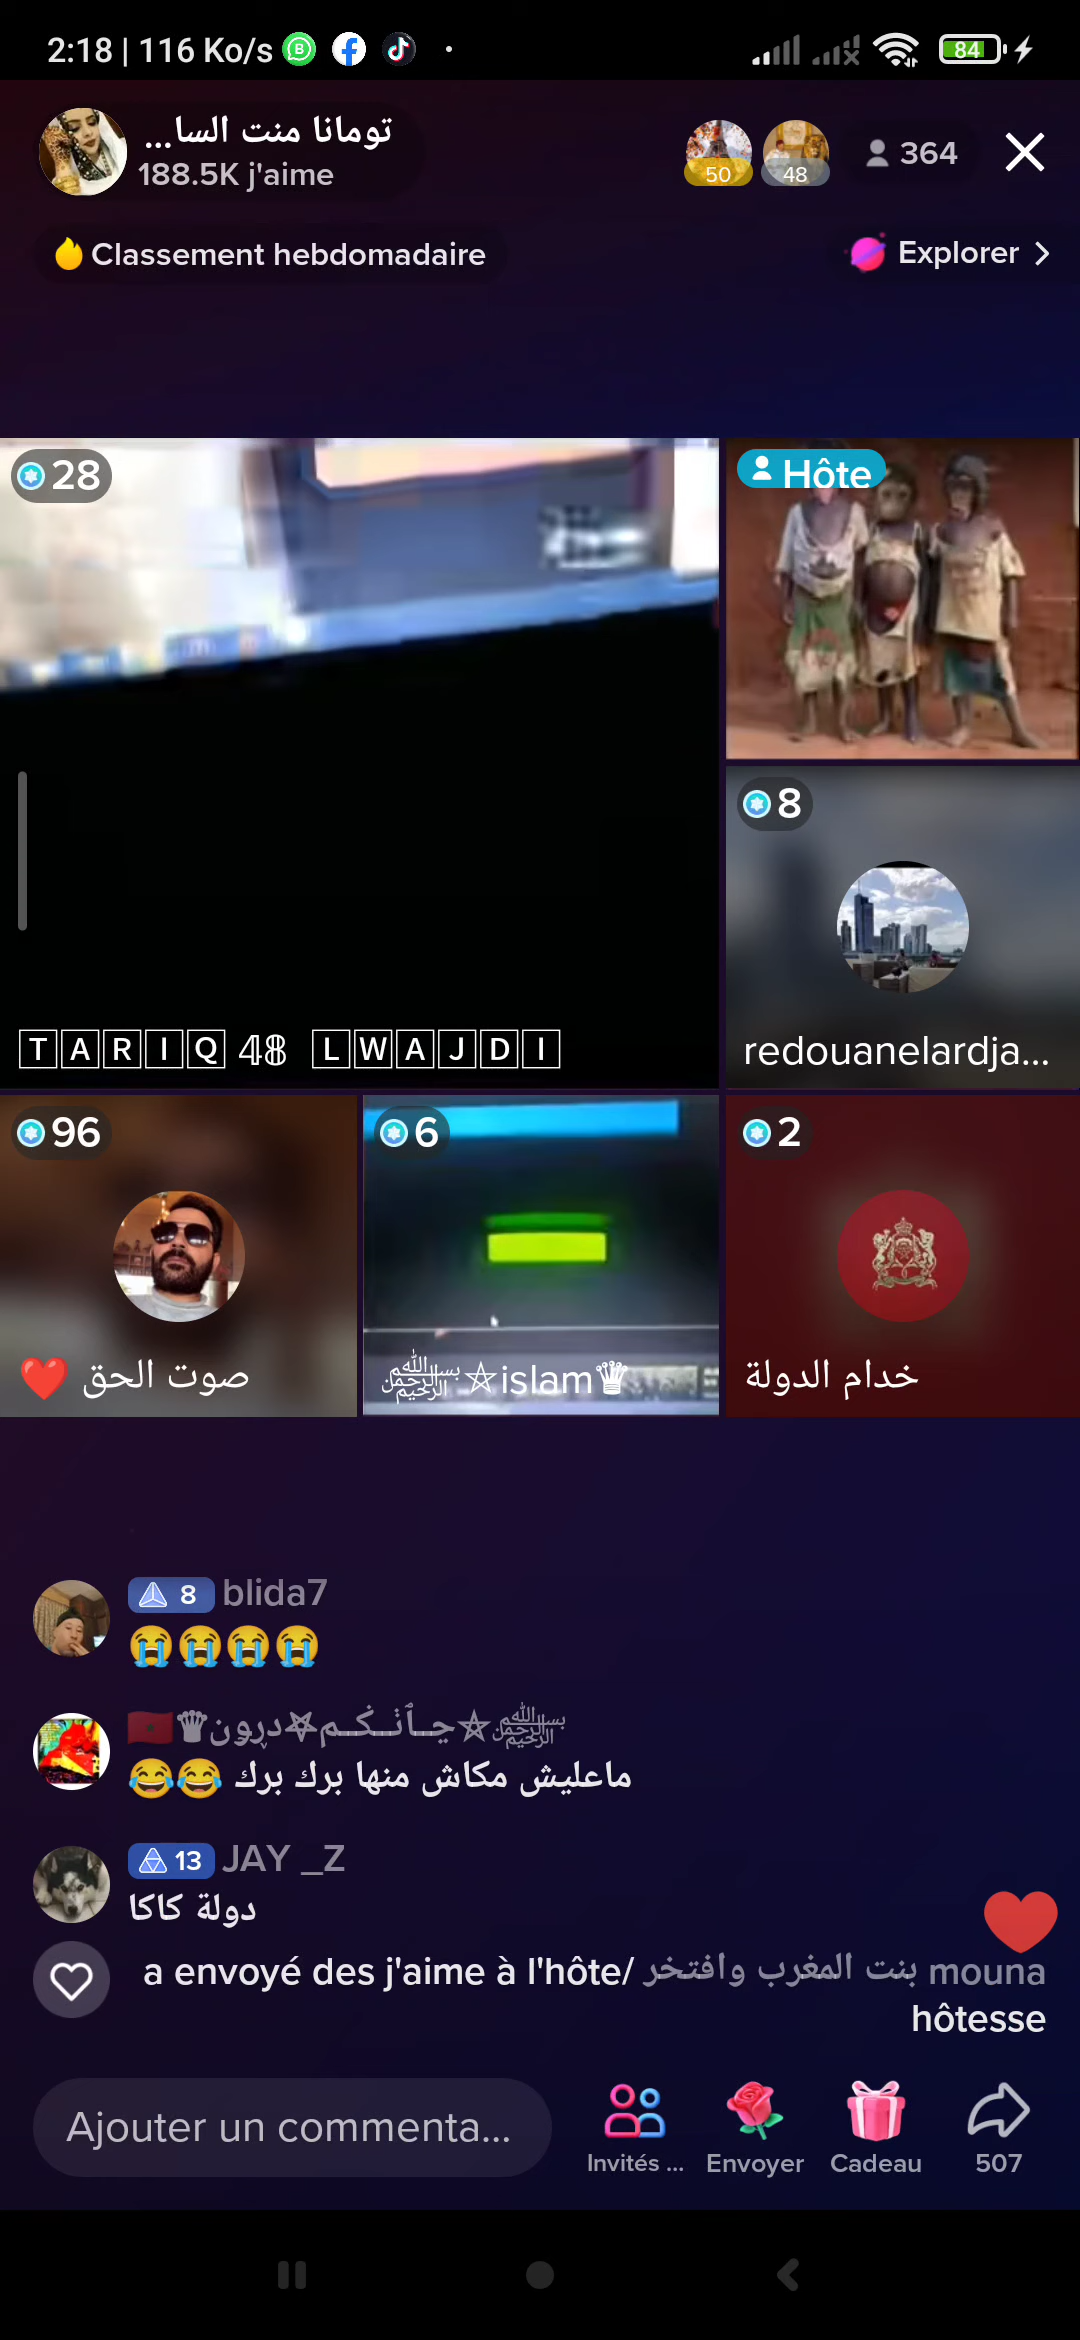 2:18 | 116 Ko/s
84
تومانا منت السا...
188.5K j'aime
50
48
364
Classement hebdomadaire
Explorer
28
Hôte
TARIQ 48 LWAJDI
8
redouanelardja...
96
صوت الحق ❤️
6
﷽⛤islam♛
2
خدام الدولة
8 blida7
😭😭😭😭
ماعليش مكاش منها برك برك 😂😂
13 JAY _Z
دولة كاكا
mouna بنت المغرب وافتخر a envoyé des j'aime à l'hôte/
hôtesse
Ajouter un commenta...
Invités ...
Envoyer
Cadeau
507